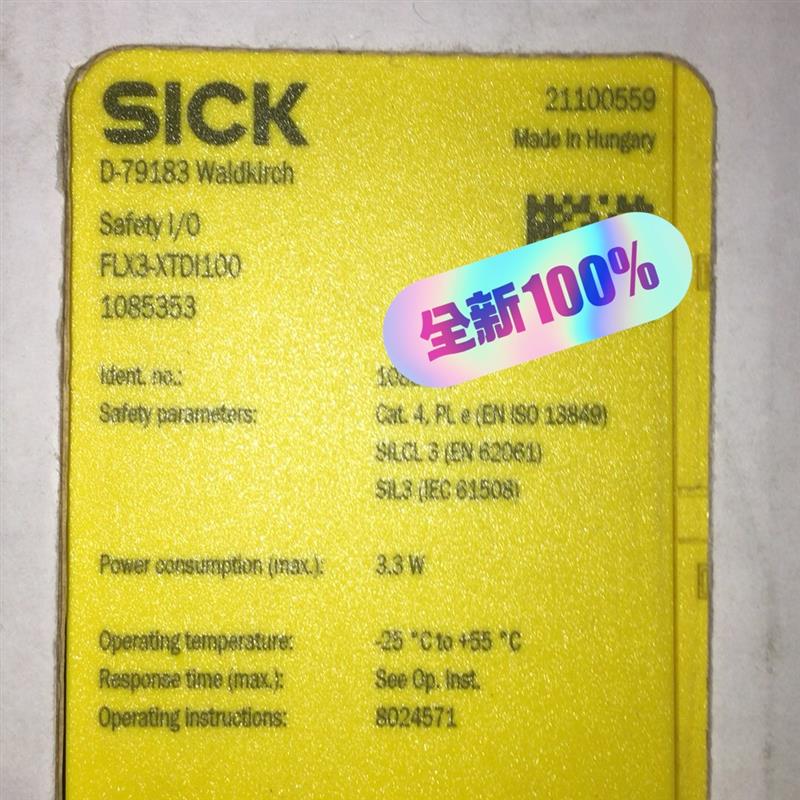 SICK
D-79183 Waldkirch
21100559
Made in Hungary
Safety I/O
FLX3-XTDI100
1085353
全新100%
Ident. no.:
Safety parameters: Cat. 4, PL e (EN ISO 13849)
SILCL 3 (EN 62061)
SIL3 (IEC 61508)
Power consumption (max.): 3.3 W
Operating temperature: -25 °C to +55 °C
Response time (max.): See Op. Inst.
Operating instructions: 8024571